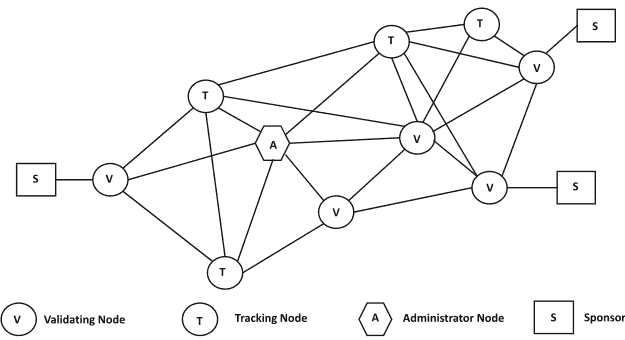 T
S
T
V
T
V
A
S
V
V
S
V
T
V Validating Node
T Tracking Node
A Administrator Node
S Sponsor